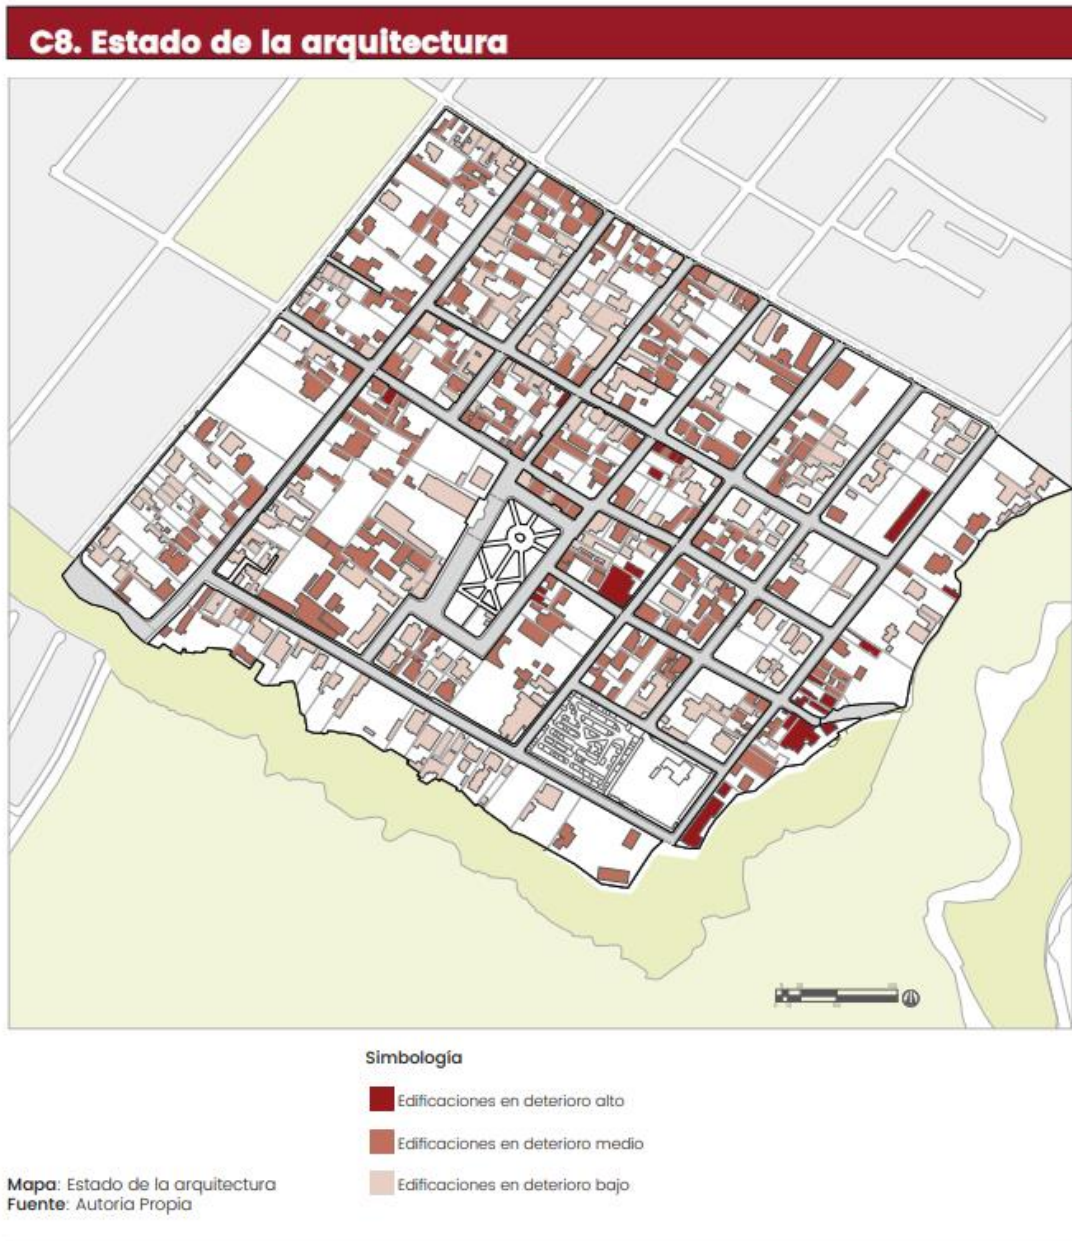 C8. Estado de la arquitectura
Simbología
Edificaciones en deterioro alto
Edificaciones en deterioro medio
Edificaciones en deterioro bajo
Mapa: Estado de la arquitectura
Fuente: Autoria Propia